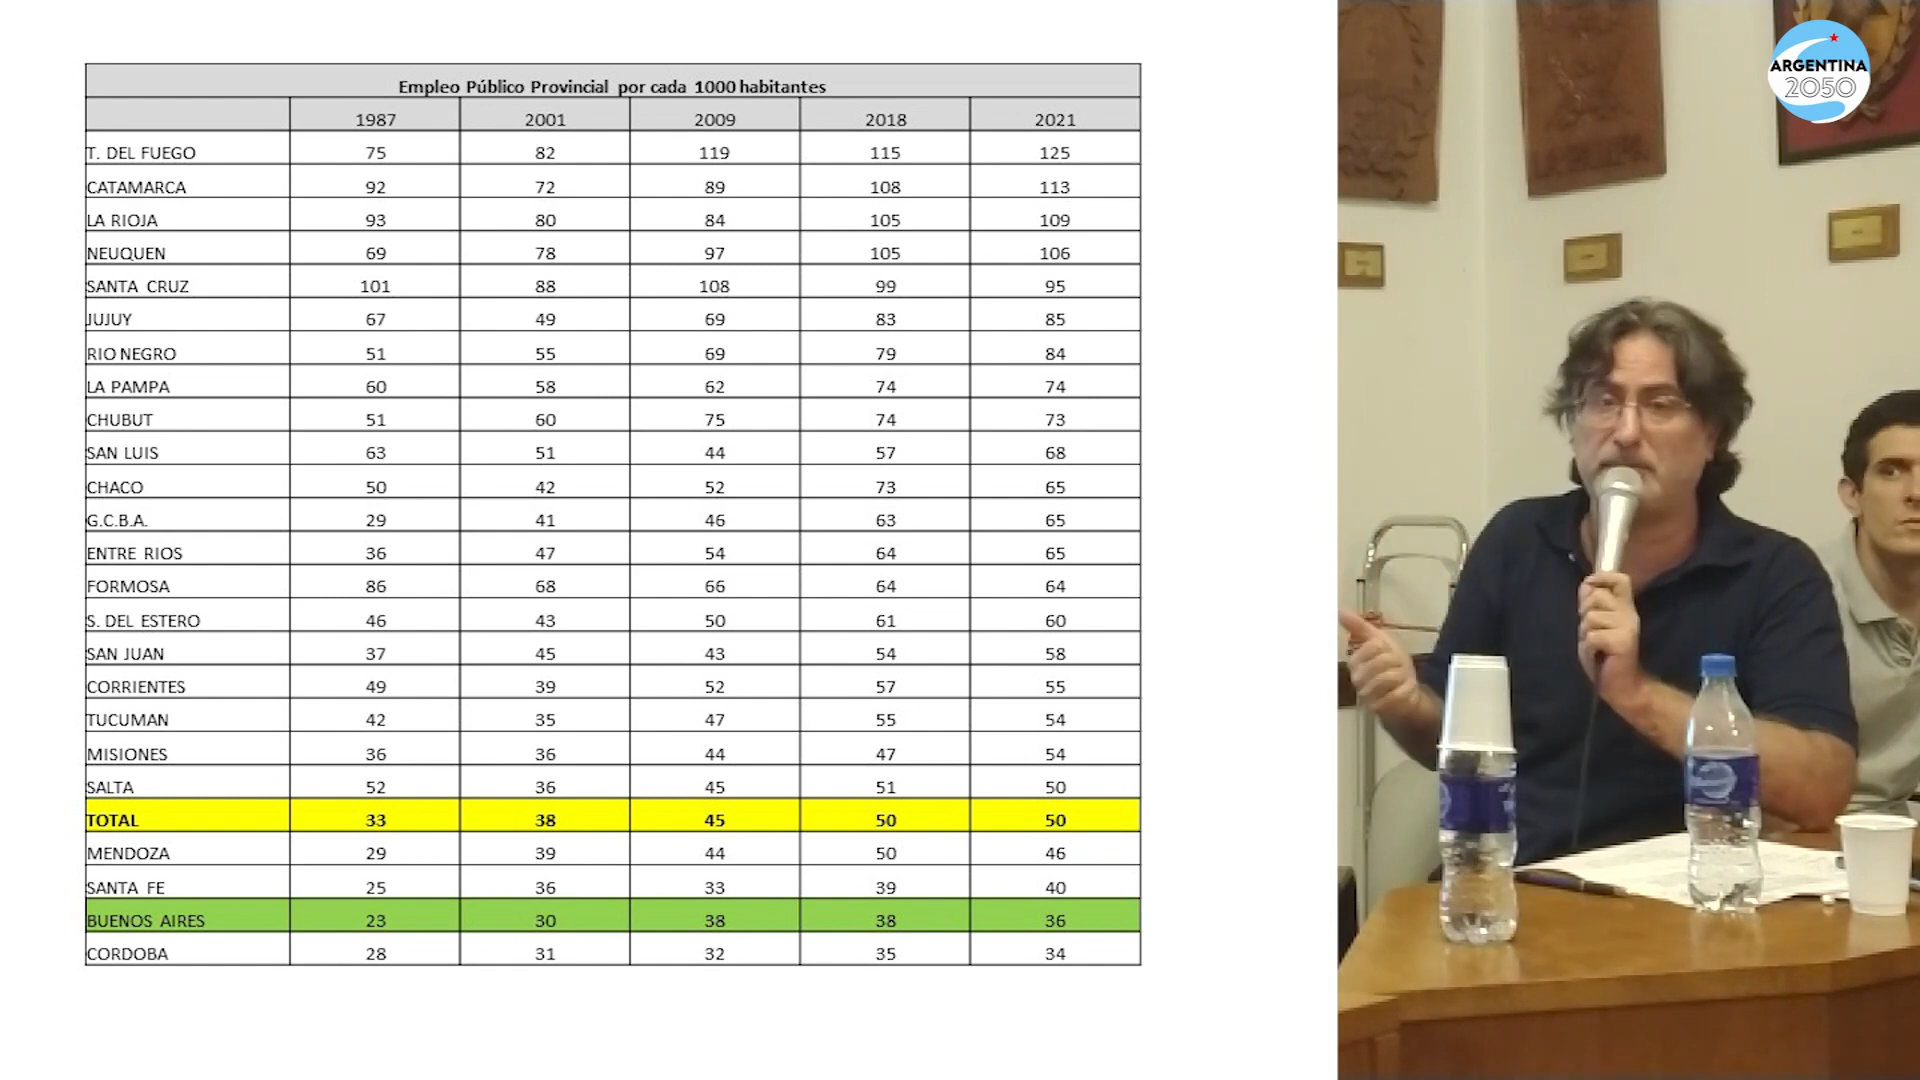 Empleo Público Provincial por cada 1000 habitantes
1987 2001 2009 2018 2021
T. DEL FUEGO 75 82 119 115 125
CATAMARCA 92 72 89 108 113
LA RIOJA 93 80 84 105 109
NEUQUEN 69 78 97 105 106
SANTA CRUZ 101 88 108 99 95
JUJUY 67 49 69 83 85
RIO NEGRO 51 55 69 79 84
LA PAMPA 60 58 62 74 74
CHUBUT 51 60 75 74 73
SAN LUIS 63 51 44 57 68
CHACO 50 42 52 73 65
G.C.B.A. 29 41 46 63 65
ENTRE RIOS 36 47 54 64 65
FORMOSA 86 68 66 64 64
S. DEL ESTERO 46 43 50 61 60
SAN JUAN 37 45 43 54 58
CORRIENTES 49 39 52 57 55
TUCUMAN 42 35 47 55 54
MISIONES 36 36 44 47 54
SALTA 52 36 45 51 50
TOTAL 33 38 45 50 50
MENDOZA 29 39 44 50 46
SANTA FE 25 36 33 39 40
BUENOS AIRES 23 30 38 38 36
CORDOBA 28 31 32 35 34
ARGENTINA
2050